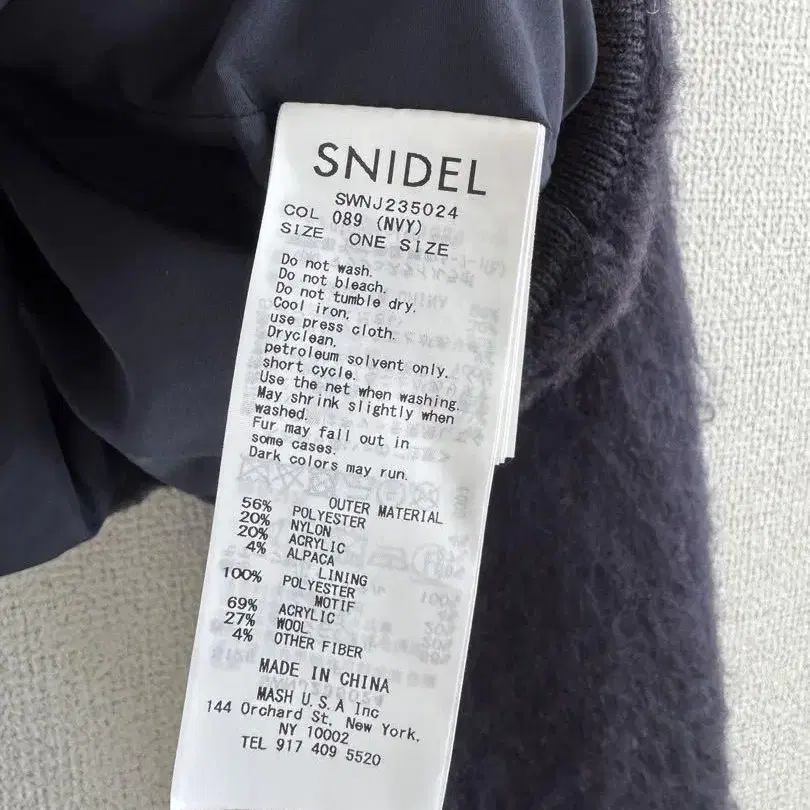 SNIDEL
SWNJ235024
COL 089 (NVY)
SIZE ONE SIZE
Do not wash.
Do not bleach.
Do not tumble dry.
Cool iron,
use press cloth.
Dryclean,
petroleum solvent only.
short cycle.
Use the net when washing.
May shrink slightly when
washed.
Fur may fall out in
some cases.
Dark colors may run.
OUTER MATERIAL
56% POLYESTER
20% NYLON
20% ACRYLIC
4% ALPACA
LINING
100% POLYESTER
MOTIF
69% ACRYLIC
27% WOOL
4% OTHER FIBER
MADE IN CHINA
MASH U.S.A Inc
144 Orchard St. New York,
NY 10002
TEL 917 409 5520